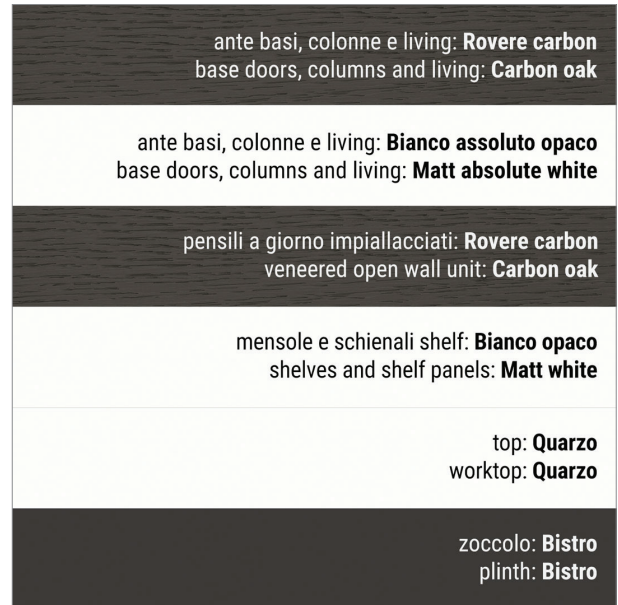 ante basi, colonne e living: Rovere carbon
base doors, columns and living: Carbon oak
ante basi, colonne e living: Bianco assoluto opaco
base doors, columns and living: Matt absolute white
pensili a giorno impiallacciati: Rovere carbon
veneered open wall unit: Carbon oak
mensole e schienali shelf: Bianco opaco
shelves and shelf panels: Matt white
top: Quarzo
worktop: Quarzo
zoccolo: Bistro
plinth: Bistro